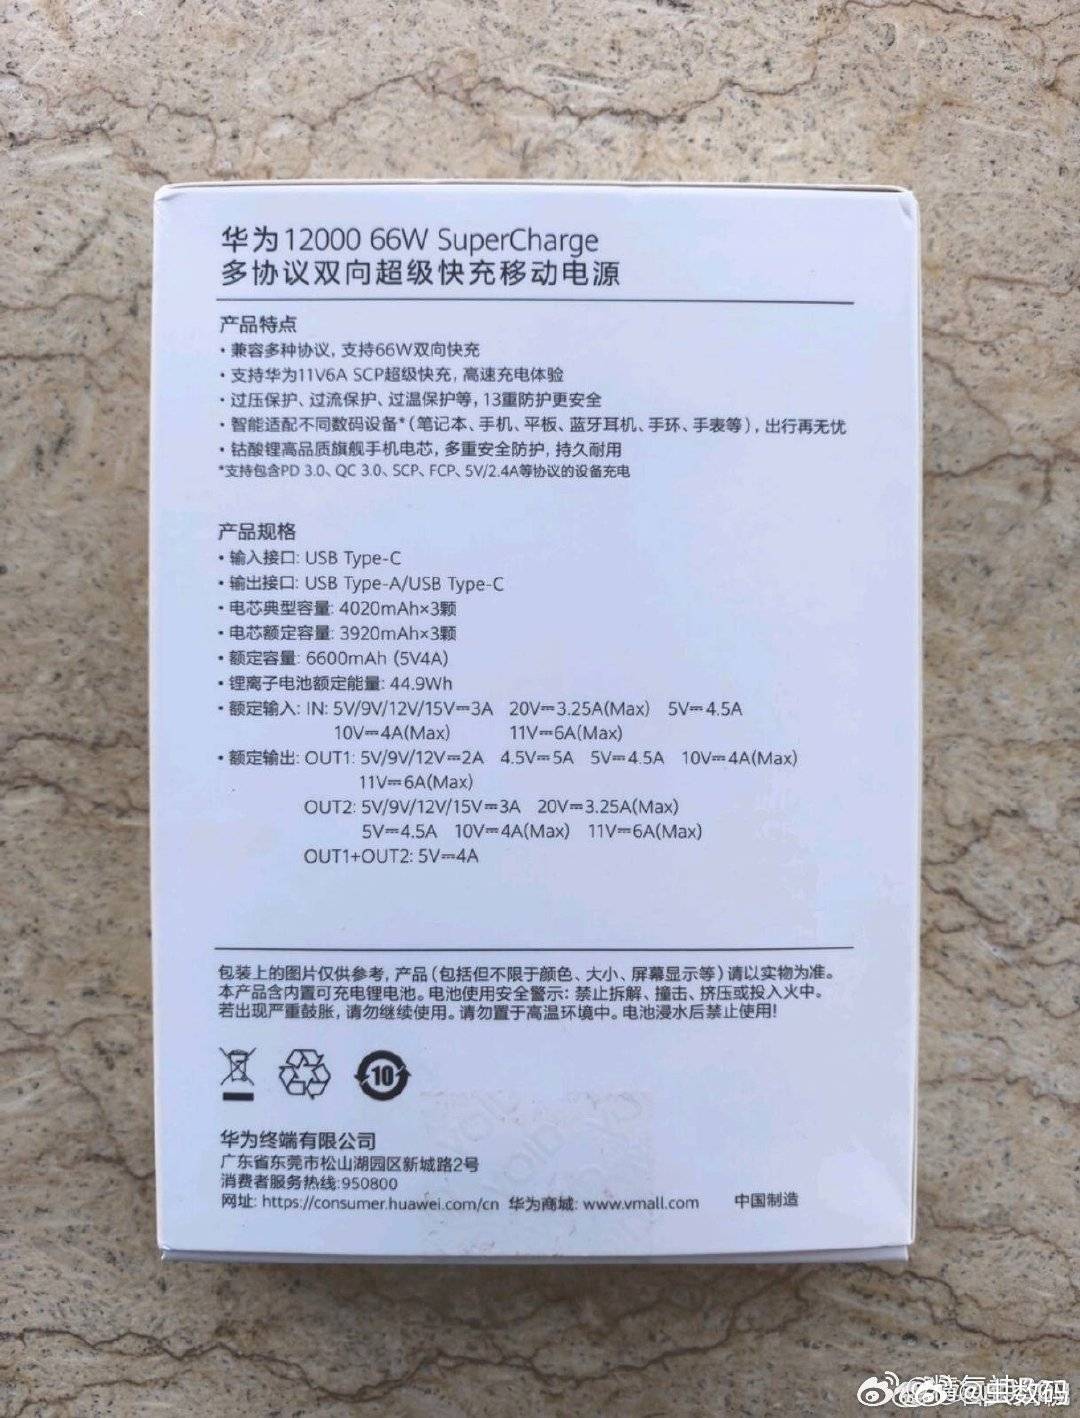 华为12000 66W SuperCharge
多协议双向超级快充移动电源
产品特点
• 兼容多种协议，支持66W双向快充
• 支持华为11V6A SCP超级快充，高速充电体验
• 过压保护、过流保护、过温保护等，13重防护更安全
• 智能适配不同数码设备*（笔记本、手机、平板、蓝牙耳机、手环、手表等），出行再无忧
• 钴酸锂高品质旗舰手机电芯，多重安全防护，持久耐用
*支持包含PD 3.0、QC 3.0、SCP、FCP、5V/2.4A等协议的设备充电
产品规格
• 输入接口: USB Type-C
• 输出接口: USB Type-A/USB Type-C
• 电芯典型容量: 4020mAh×3颗
• 电芯额定容量: 3920mAh×3颗
• 额定容量: 6600mAh (5V4A)
• 锂离子电池额定能量: 44.9Wh
• 额定输入: IN: 5V/9V/12V/15V⎓3A 20V⎓3.25A(Max) 5V⎓4.5A
10V⎓4A(Max) 11V⎓6A(Max)
• 额定输出: OUT1: 5V/9V/12V⎓2A 4.5V⎓5A 5V⎓4.5A 10V⎓4A(Max)
11V⎓6A(Max)
OUT2: 5V/9V/12V/15V⎓3A 20V⎓3.25A(Max)
5V⎓4.5A 10V⎓4A(Max) 11V⎓6A(Max)
OUT1+OUT2: 5V⎓4A
包装上的图片仅供参考，产品（包括但不限于颜色、大小、屏幕显示等）请以实物为准。
本产品含内置可充电锂电池。电池使用安全警示：禁止拆解、撞击、挤压或投入火中。
若出现严重鼓胀，请勿继续使用。请勿置于高温环境中。电池浸水后禁止使用！
10
华为终端有限公司
广东省东莞市松山湖园区新城路2号
消费者服务热线:950800
网址: https://consumer.huawei.com/cn 华为商城: www.vmall.com 中国制造